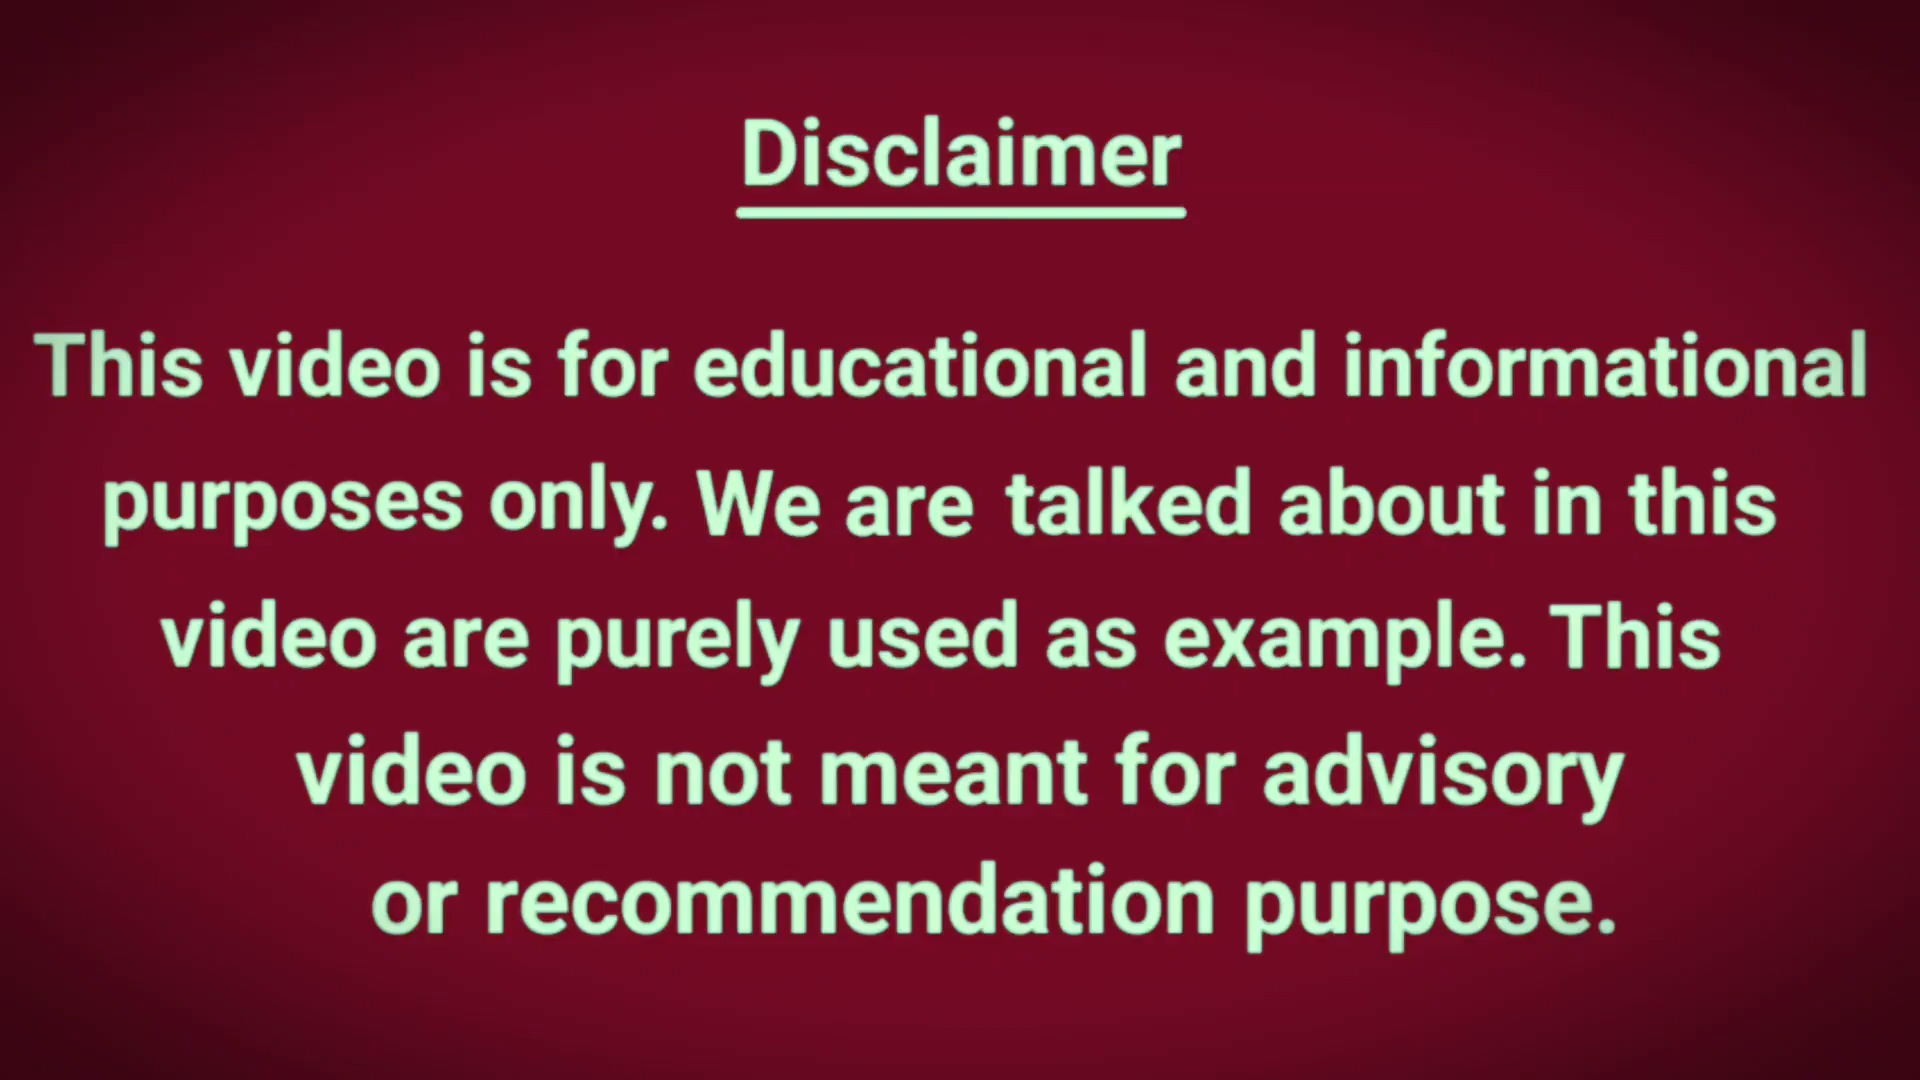 Disclaimer
This video is for educational and informational
purposes only. We are talked about in this
video are purely used as example. This
video is not meant for advisory
or recommendation purpose.